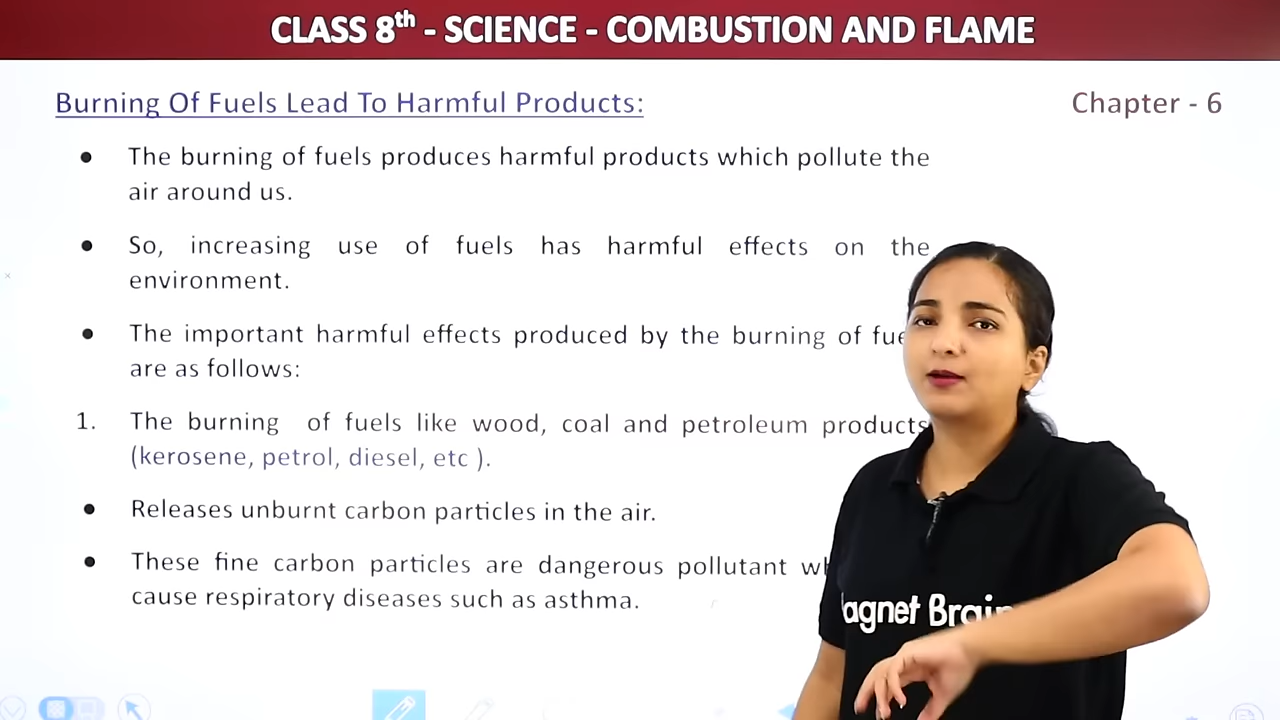 CLASS 8th - SCIENCE - COMBUSTION AND FLAME
Burning Of Fuels Lead To Harmful Products:
Chapter - 6
• The burning of fuels produces harmful products which pollute the
air around us.
• So, increasing use of fuels has harmful effects on the
environment.
• The important harmful effects produced by the burning of
are as follows:
1. The burning of fuels like wood, coal and petroleum products
(kerosene, petrol, diesel, etc ).
• Releases unburnt carbon particles in the air.
• These fine carbon particles are dangerous pollutant
cause respiratory diseases such as asthma.
agnet Brain